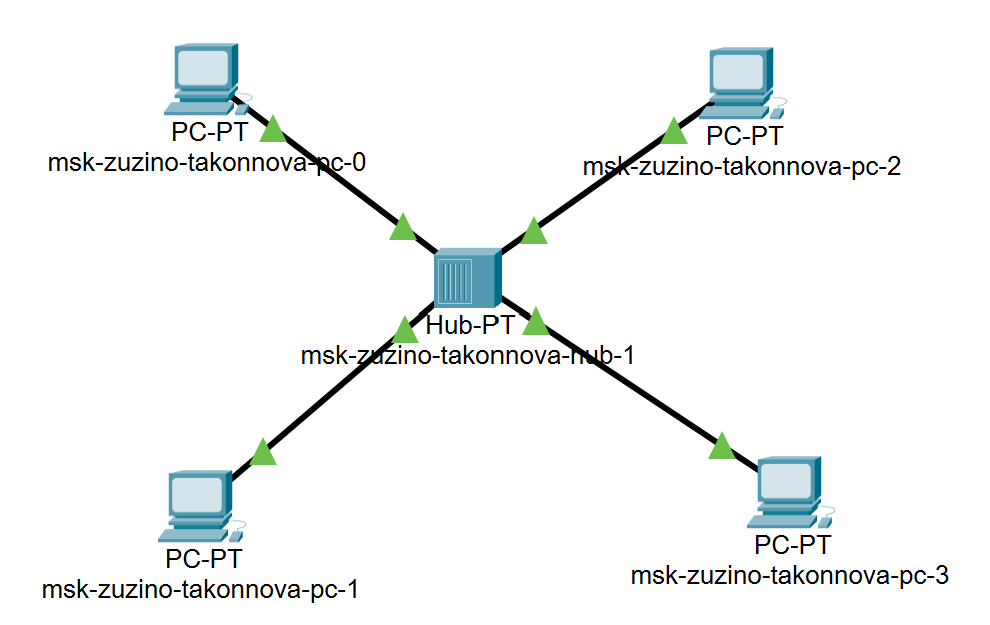 PC-PT
msk-zuzino-takonnova-pc-0
PC-PT
msk-zuzino-takonnova-pc-2
Hub-PT
msk-zuzino-takonnova-hub-1
PC-PT
msk-zuzino-takonnova-pc-1
PC-PT
msk-zuzino-takonnova-pc-3